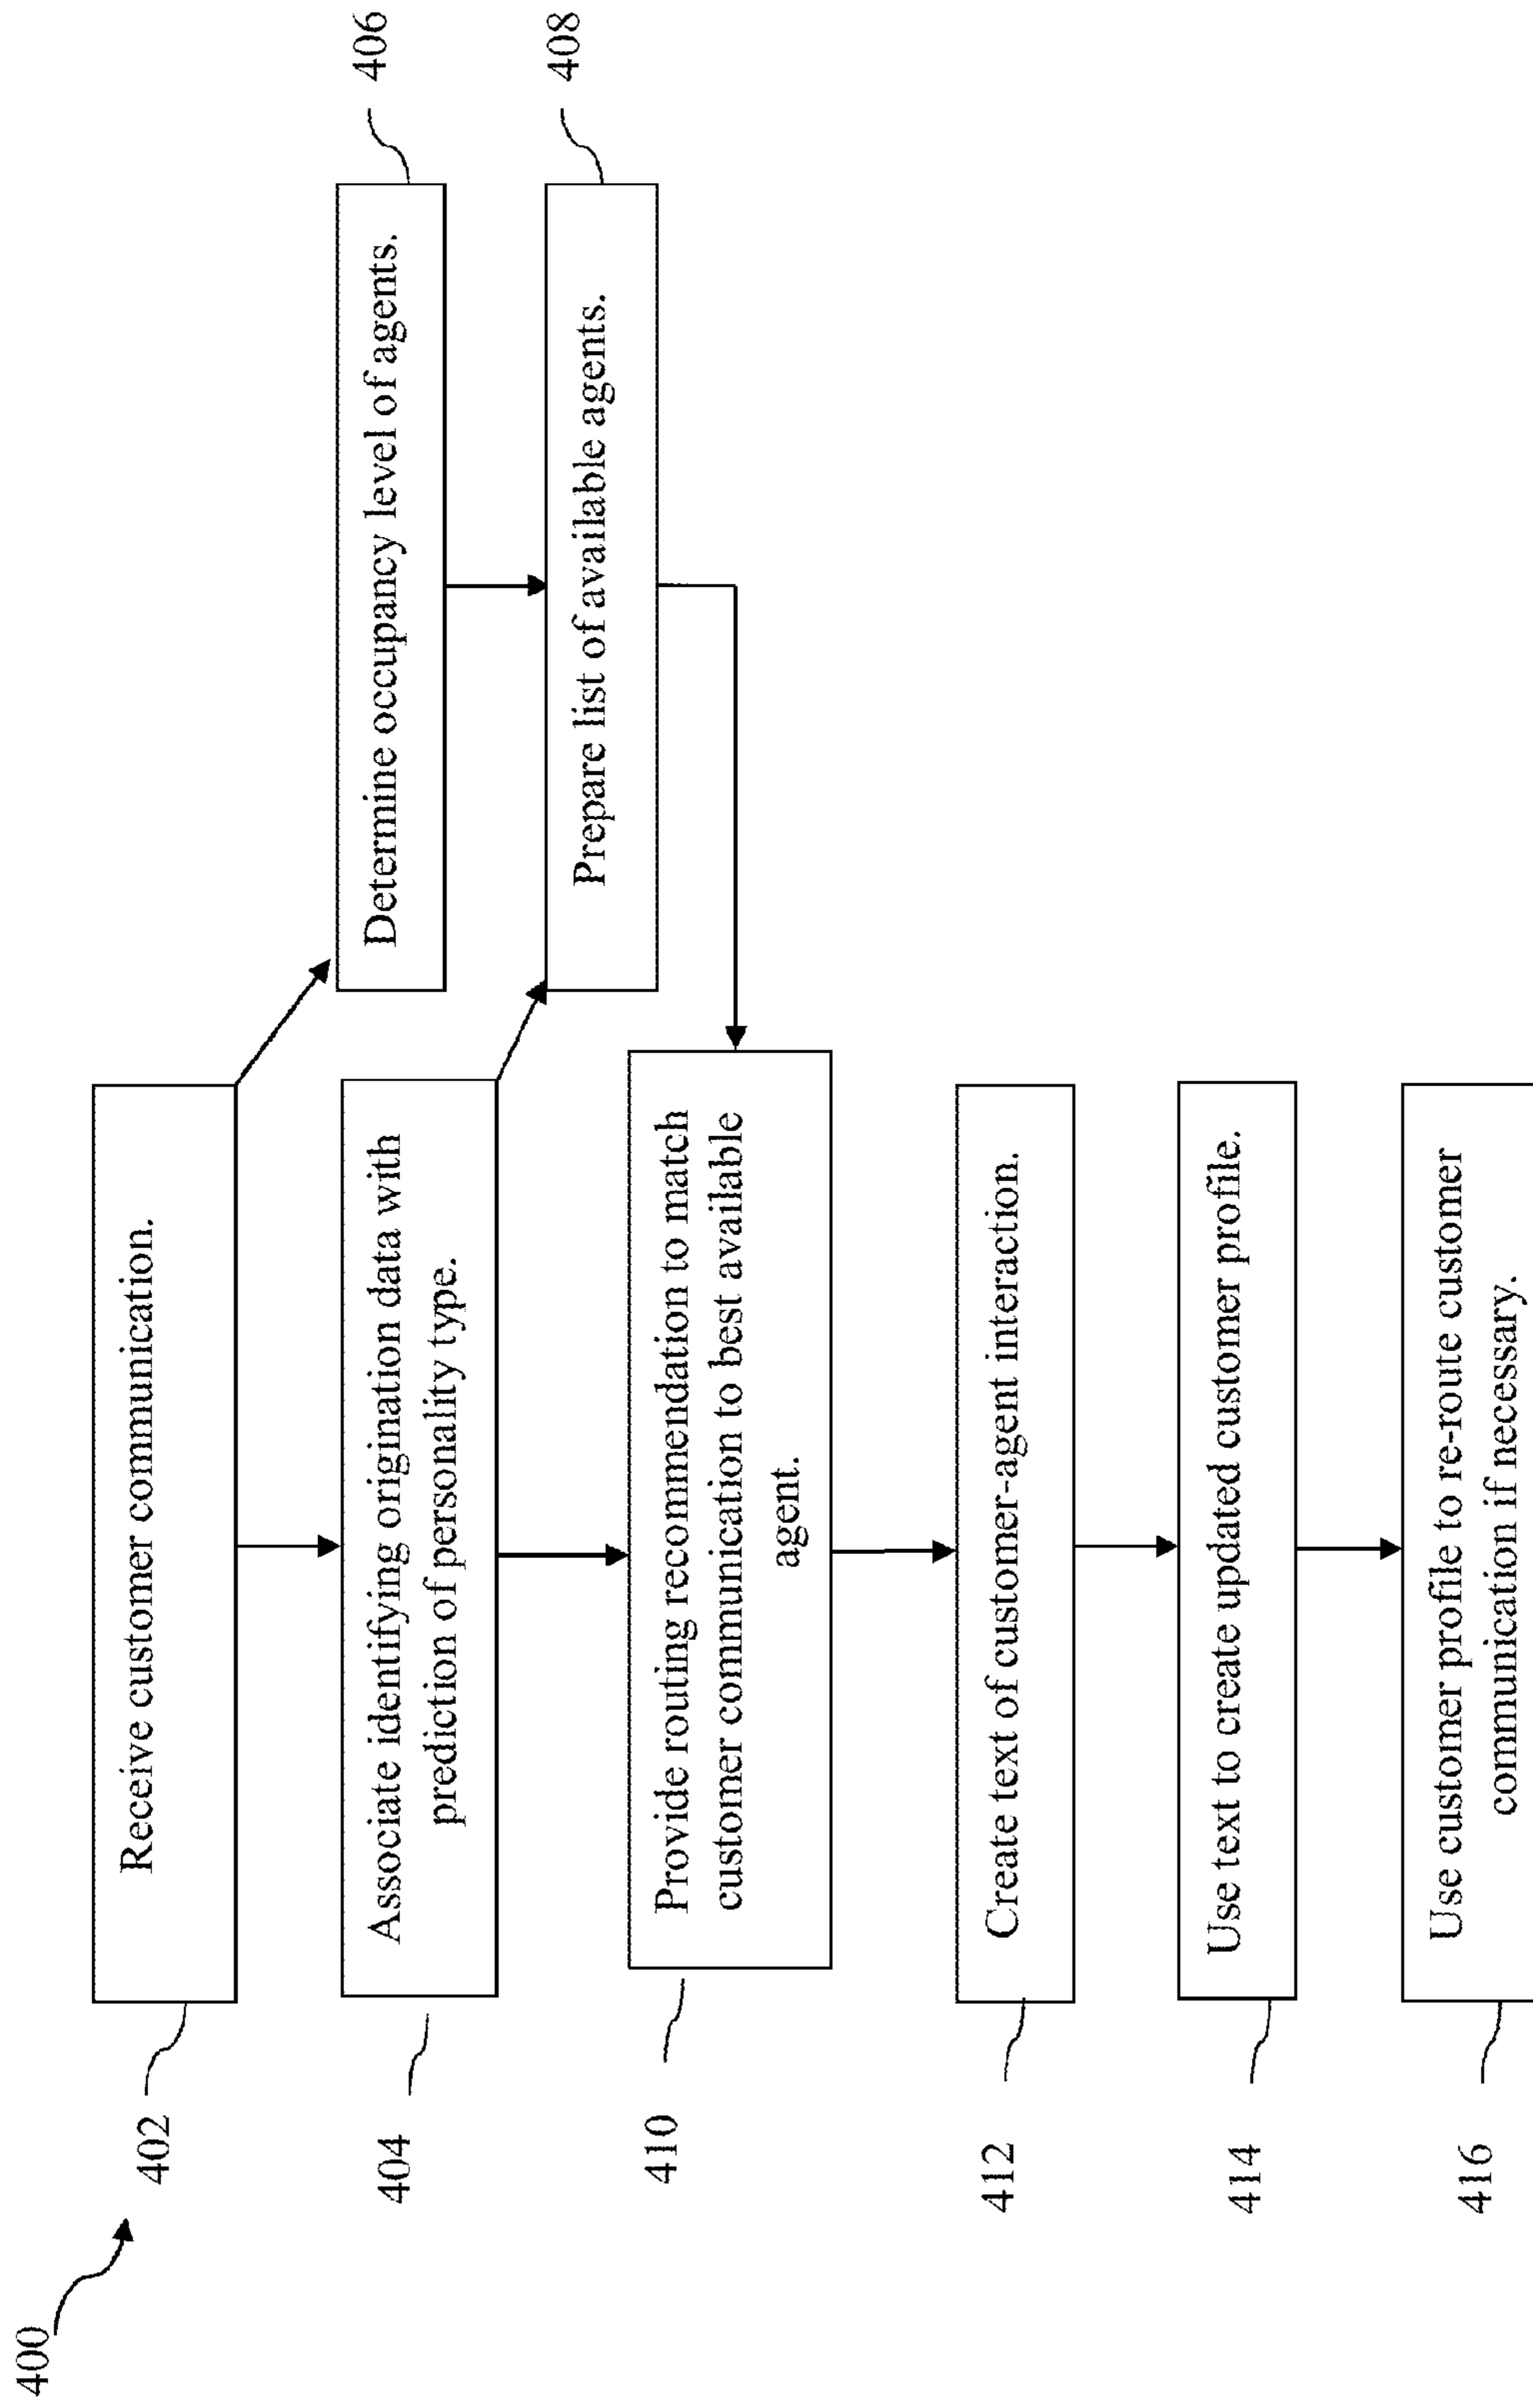 400
402
Receive customer communication.
404
Associate identifying origination data with
prediction of personality type.
406
Determine occupancy level of agents.
408
Prepare list of available agents.
410
Provide routing recommendation to match
customer communication to best available
agent.
412
Create text of customer-agent interaction.
414
Use text to create updated customer profile.
416
Use customer profile to re-route customer
communication if necessary.